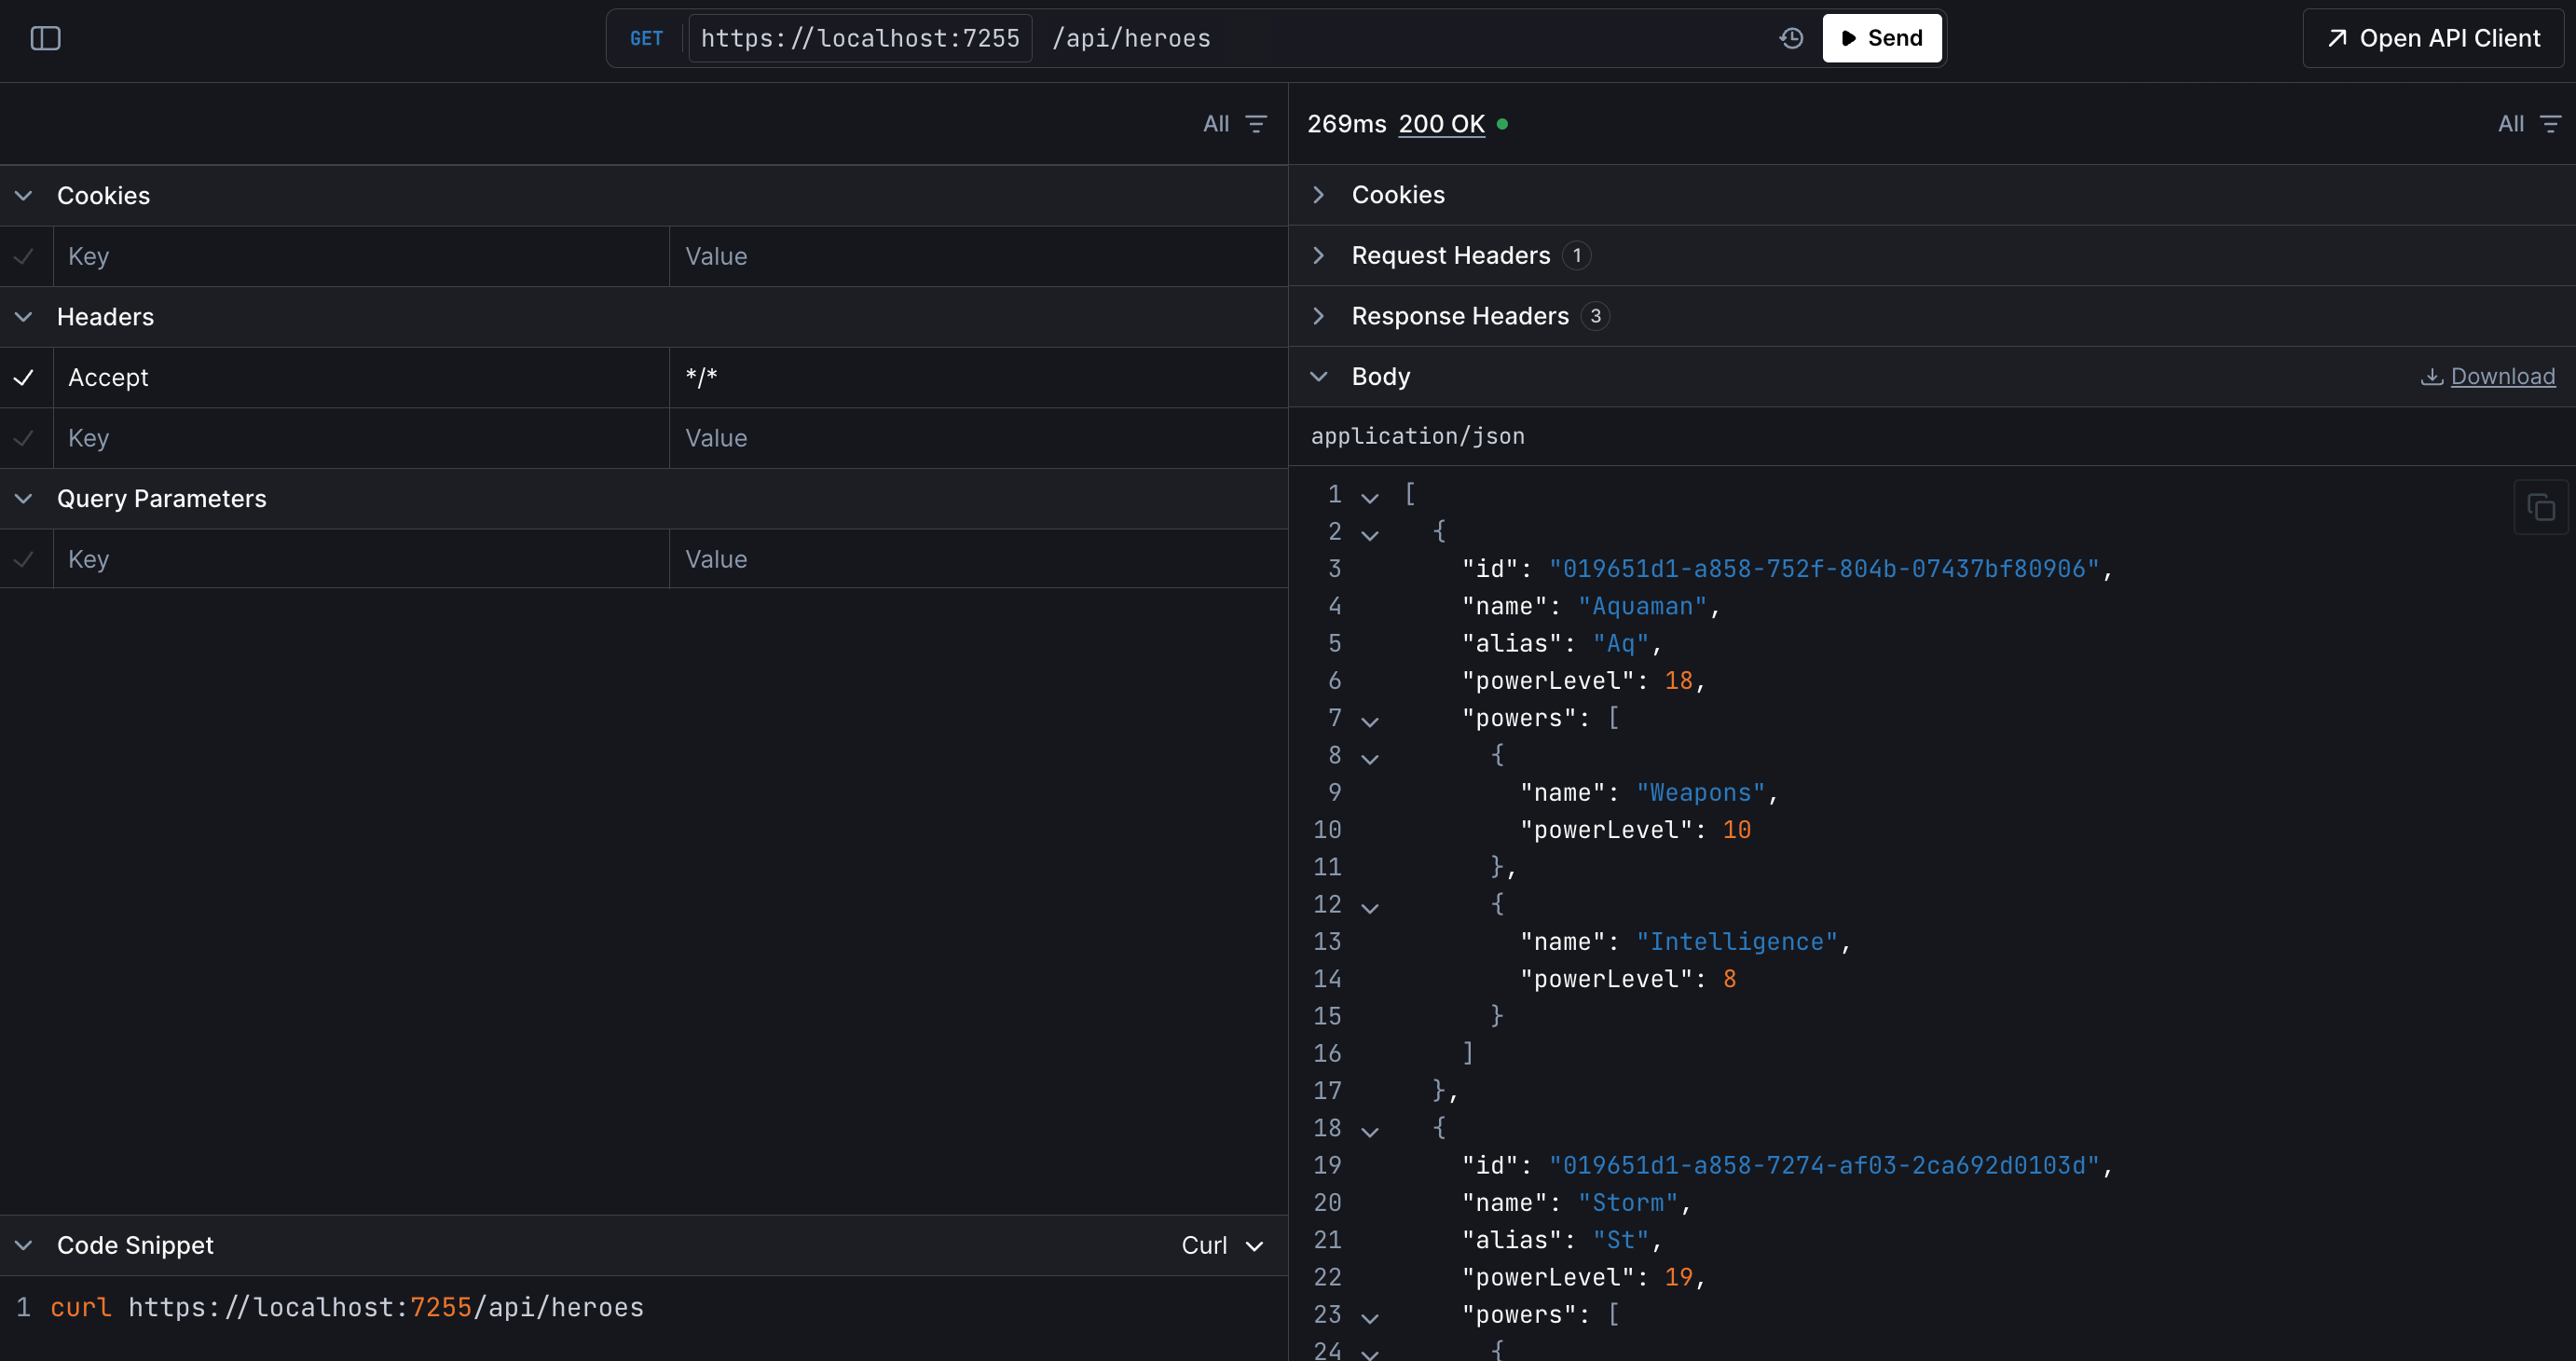 GET https://localhost:7255 /api/heroes Send Open API Client
All
269ms 200 OK All
Cookies
Key Value
Headers
Accept */*
Key Value
Query Parameters
Key Value
Code Snippet Curl
1 curl https://localhost:7255/api/heroes
Cookies
Request Headers 1
Response Headers 3
Body Download
application/json
1 [
2 {
3 "id": "019651d1-a858-752f-804b-07437bf80906",
4 "name": "Aquaman",
5 "alias": "Aq",
6 "powerLevel": 18,
7 "powers": [
8 {
9 "name": "Weapons",
10 "powerLevel": 10
11 },
12 {
13 "name": "Intelligence",
14 "powerLevel": 8
15 }
16 ]
17 },
18 {
19 "id": "019651d1-a858-7274-af03-2ca692d0103d",
20 "name": "Storm",
21 "alias": "St",
22 "powerLevel": 19,
23 "powers": [
24 {